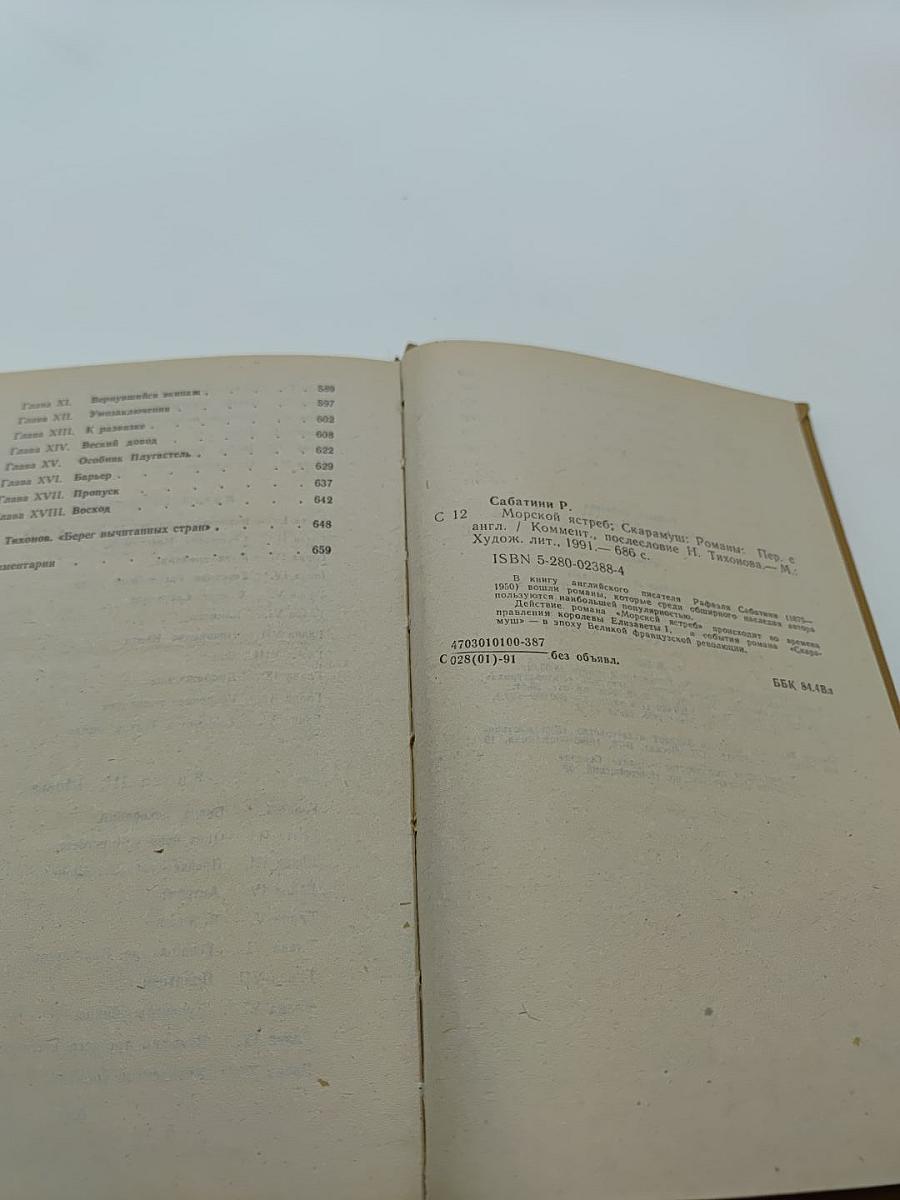 Глава XI. Вернувшийся экипаж . . . . . 589
Глава XII. Умозаключения . . . . . 597
Глава XIII. К развязке . . . . . 602
Глава XIV. Веский довод . . . . . 608
Глава XV. Особняк Плугастель . . . . . 622
Глава XVI. Барьер . . . . . 629
Глава XVII. Пропуск . . . . . 637
Глава XVIII. Восход . . . . . 642
Тихонов. «Берег вычитанных стран» . . . . 648
ментарии . . . . . 659
Сабатини Р.
С 12 Морской ястреб; Скарамуш: Романы: Пер. с
англ. / Коммент., послесловие Н. Тихонова.— М.:
Худож. лит., 1991.— 686 с.
ISBN 5-280-02388-4
В книгу английского писателя Рафаэля Сабатини (1875—
1950) вошли романы, которые среди обширного наследия автора
пользуются наибольшей популярностью.
Действие романа «Морской ястреб» происходит во времена
правления королевы Елизаветы I, а события романа «Скара-
муш» — в эпоху Великой французской революции.
4703010100-387
С 028(01)-91 без объявл.
ББК 84.4Вл